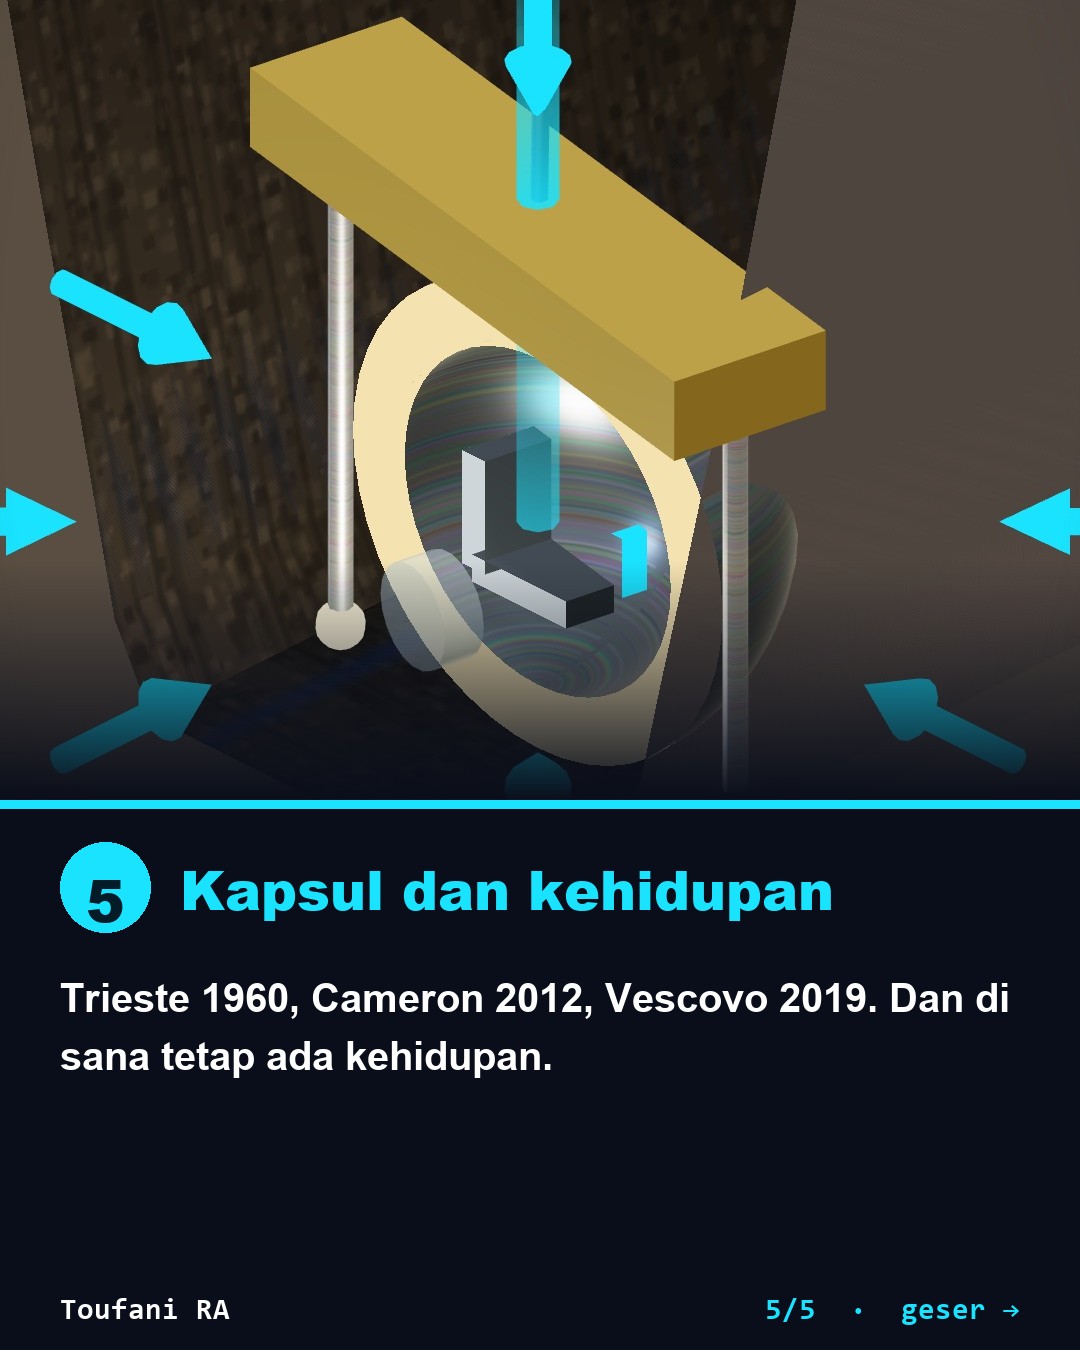 5 Kapsul dan kehidupan
Trieste 1960, Cameron 2012, Vescovo 2019. Dan di
sana tetap ada kehidupan.
Toufani RA 5/5 · geser →